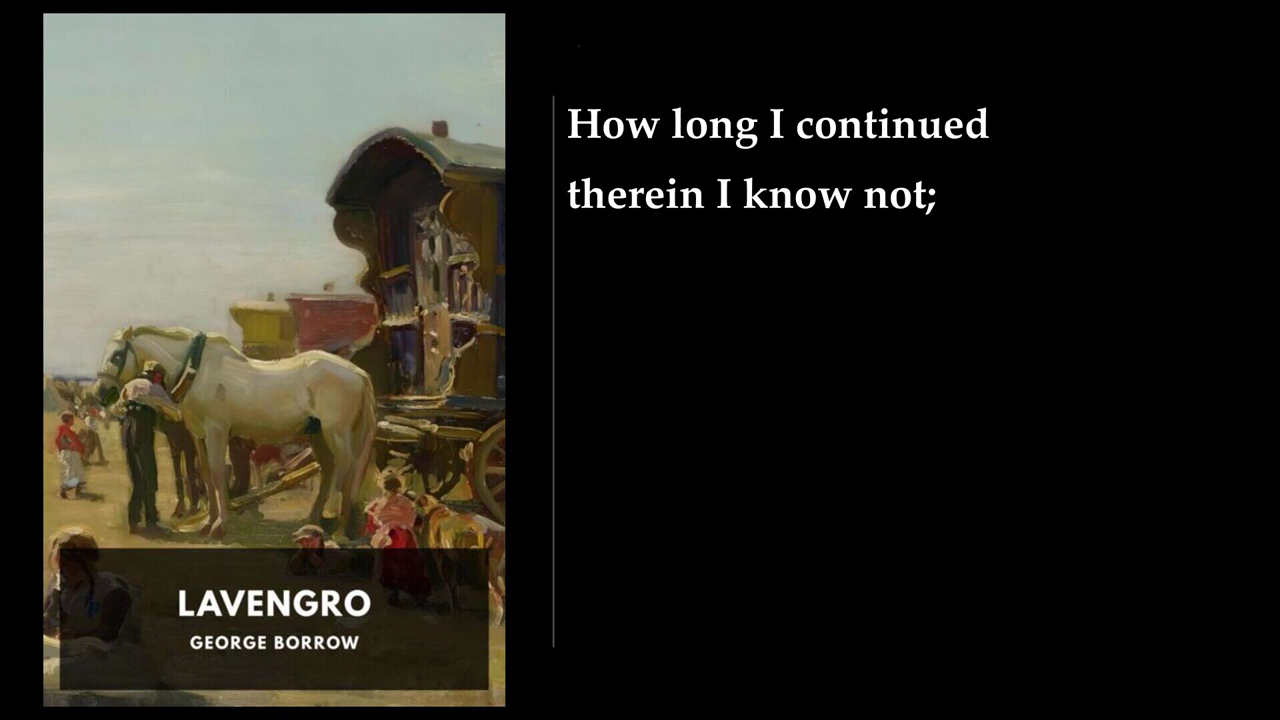 How long I continued
therein I know not;
LAVENGRO
GEORGE BORROW